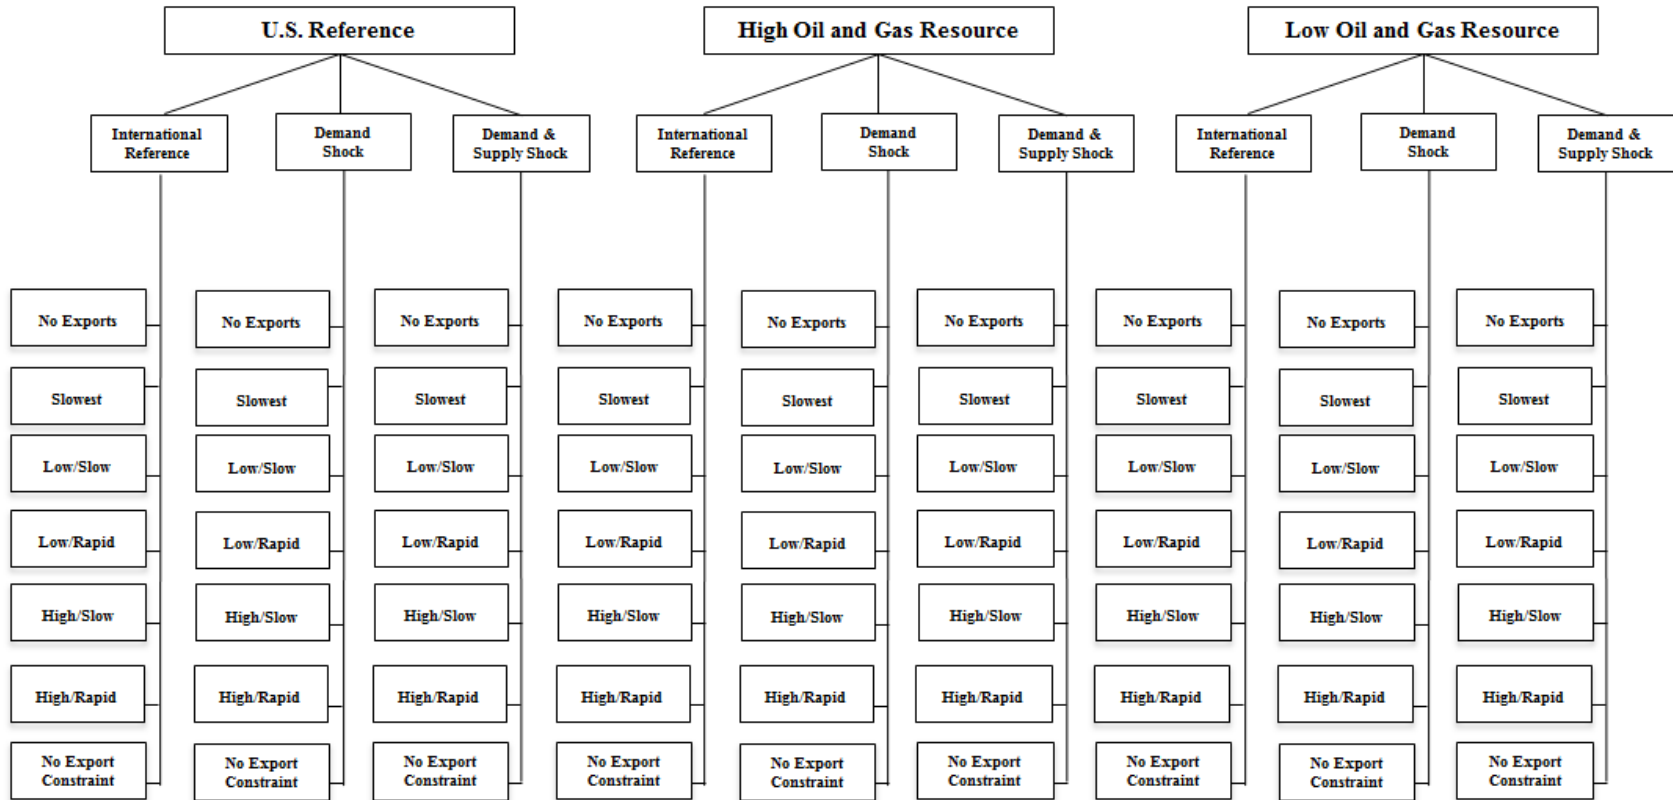 U.S. Reference
High Oil and Gas Resource
Low Oil and Gas Resource
International
Reference
Demand
Shock
Demand &
Supply Shock
International
Reference
Demand
Shock
Demand &
Supply Shock
International
Reference
Demand
Shock
Demand &
Supply Shock
No Exports
No Exports
No Exports
No Exports
No Exports
No Exports
No Exports
No Exports
No Exports
Slowest
Slowest
Slowest
Slowest
Slowest
Slowest
Slowest
Slowest
Slowest
Low/Slow
Low/Slow
Low/Slow
Low/Slow
Low/Slow
Low/Slow
Low/Slow
Low/Slow
Low/Slow
Low/Rapid
Low/Rapid
Low/Rapid
Low/Rapid
Low/Rapid
Low/Rapid
Low/Rapid
Low/Rapid
Low/Rapid
High/Slow
High/Slow
High/Slow
High/Slow
High/Slow
High/Slow
High/Slow
High/Slow
High/Slow
High/Rapid
High/Rapid
High/Rapid
High/Rapid
High/Rapid
High/Rapid
High/Rapid
High/Rapid
High/Rapid
No Export
Constraint
No Export
Constraint
No Export
Constraint
No Export
Constraint
No Export
Constraint
No Export
Constraint
No Export
Constraint
No Export
Constraint
No Export
Constraint